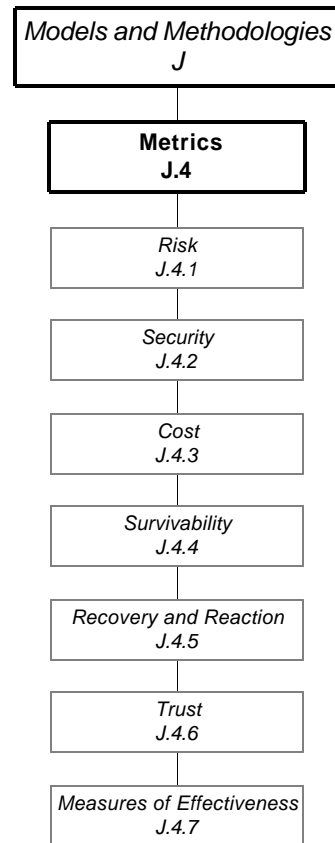 Models and Methodologies
J
Metrics
J.4
Risk
J.4.1
Security
J.4.2
Cost
J.4.3
Survivability
J.4.4
Recovery and Reaction
J.4.5
Trust
J.4.6
Measures of Effectiveness
J.4.7